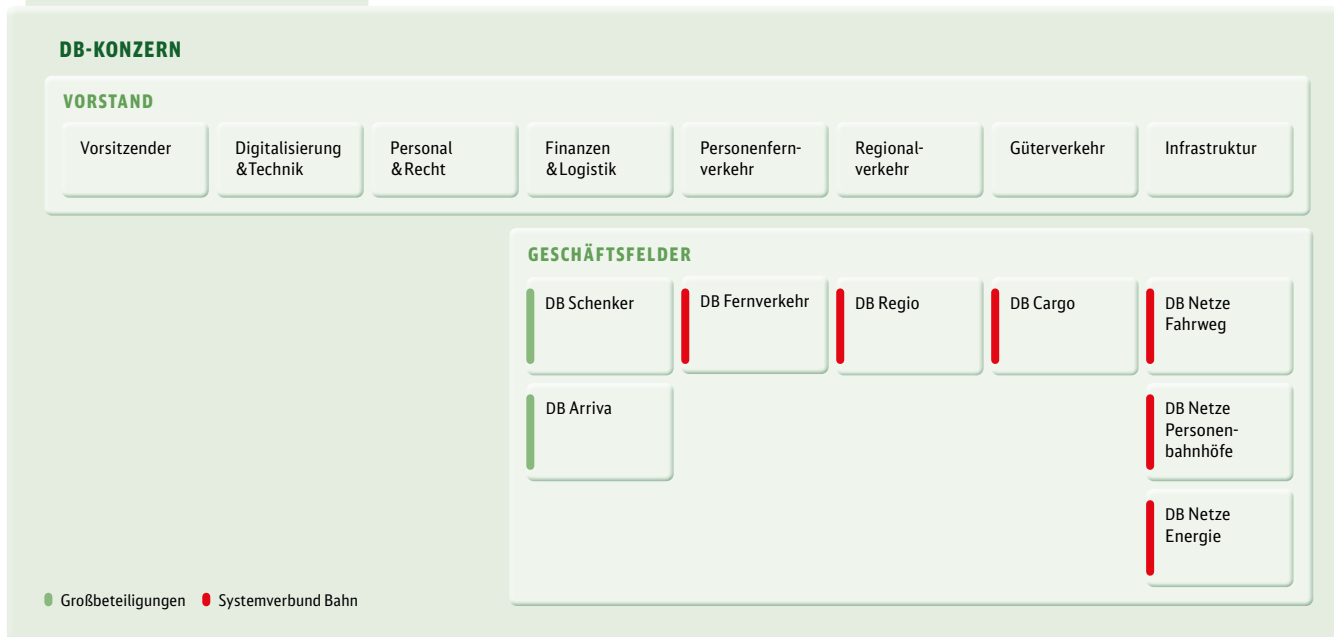 DB-KONZERN
VORSTAND
Vorsitzender
Digitalisierung
&Technik
Personal
&Recht
Finanzen
&Logistik
Personenfern-
verkehr
Regional-
verkehr
Güterverkehr
Infrastruktur
GESCHÄFTSFELDER
DB Schenker
DB Fernverkehr
DB Regio
DB Cargo
DB Netze
Fahrweg
DB Arriva
DB Netze
Personen-
bahnhöfe
DB Netze
Energie
Großbeteiligungen
Systemverbund Bahn